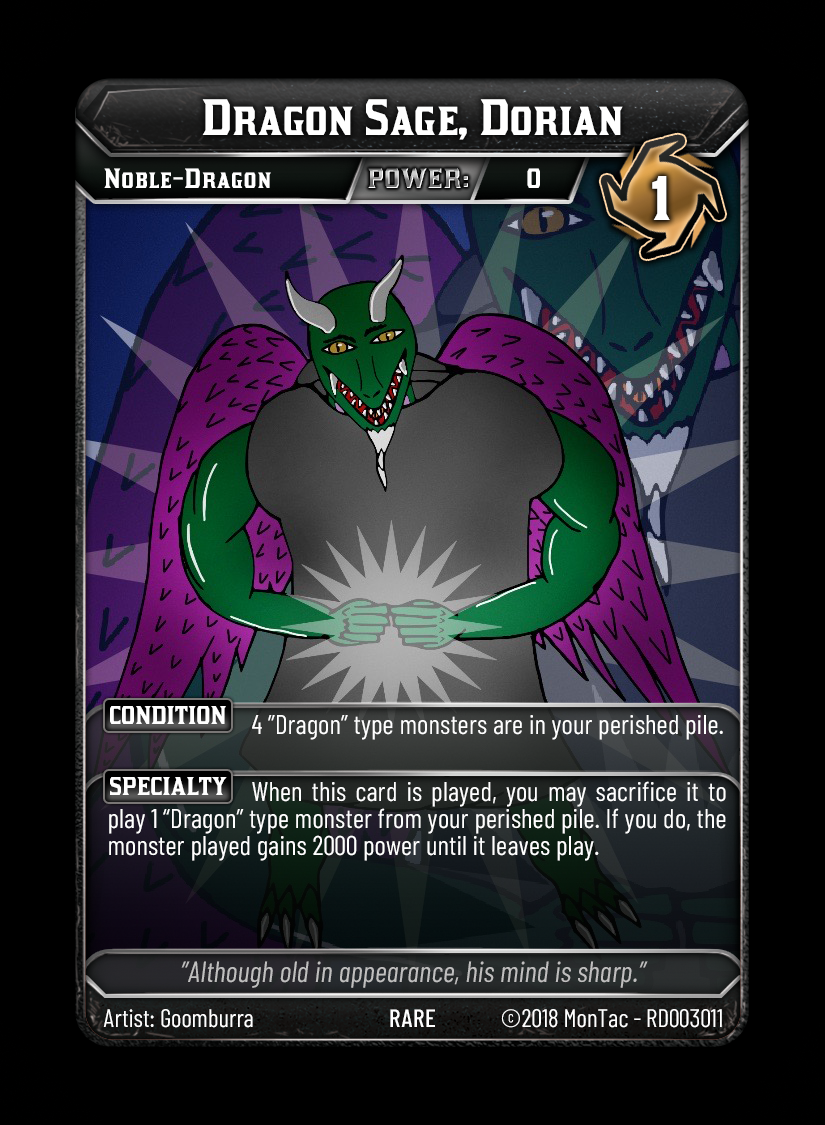 Dragon Sage, Dorian
Noble-Dragon POWER: 0
1
CONDITION 4 "Dragon" type monsters are in your perished pile.
SPECIALTY When this card is played, you may sacrifice it to
play 1 "Dragon" type monster from your perished pile. If you do, the
monster played gains 2000 power until it leaves play.
"Although old in appearance, his mind is sharp."
Artist: Goomburra RARE ©2018 MonTac - RD003011